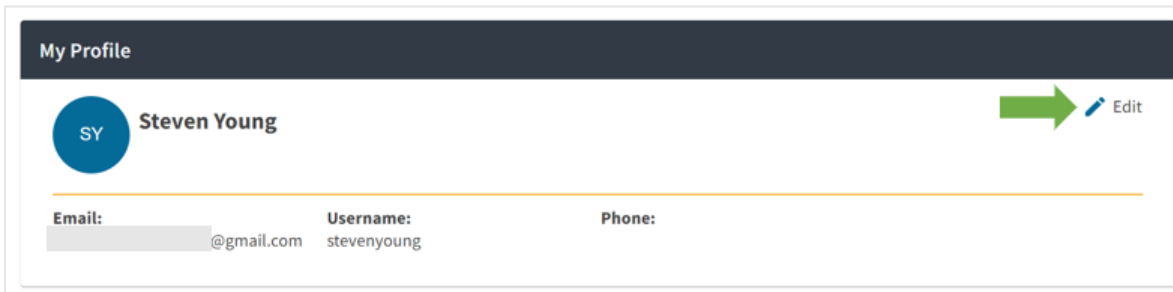 My Profile
SY
Steven Young
Edit
Email:
Username:
Phone:
@gmail.com
stevenyoung